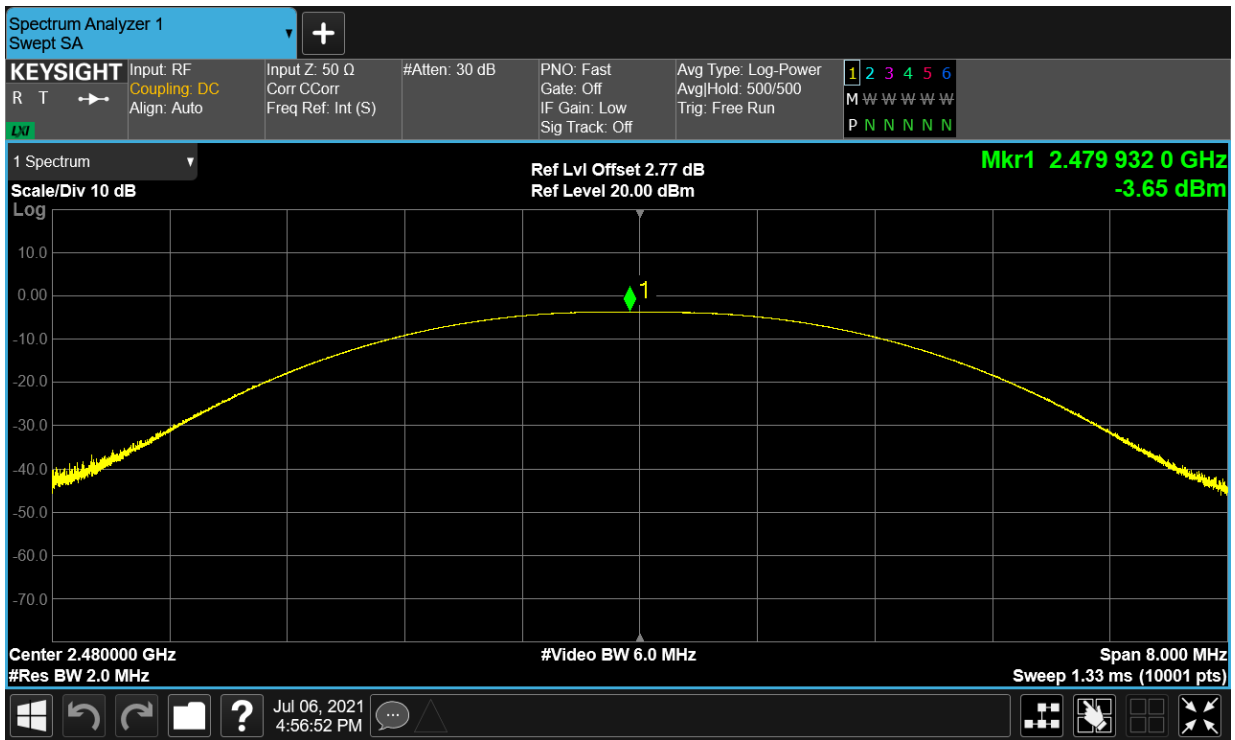 Spectrum Analyzer 1
Swept SA
KEYSIGHT
R T
LXI
Input: RF
Coupling: DC
Align: Auto
Input Z: 50 Ω
Corr CCorr
Freq Ref: Int (S)
#Atten: 30 dB
PNO: Fast
Gate: Off
IF Gain: Low
Sig Track: Off
Avg Type: Log-Power
Avg|Hold: 500/500
Trig: Free Run
1 2 3 4 5 6
M W W W W W
P N N N N N
1 Spectrum
Scale/Div 10 dB
Log
Ref Lvl Offset 2.77 dB
Ref Level 20.00 dBm
Mkr1 2.479 932 0 GHz
-3.65 dBm
10.0
0.00
-10.0
-20.0
-30.0
-40.0
-50.0
-60.0
-70.0
1
Center 2.480000 GHz
#Res BW 2.0 MHz
#Video BW 6.0 MHz
Span 8.000 MHz
Sweep 1.33 ms (10001 pts)
?
Jul 06, 2021
4:56:52 PM